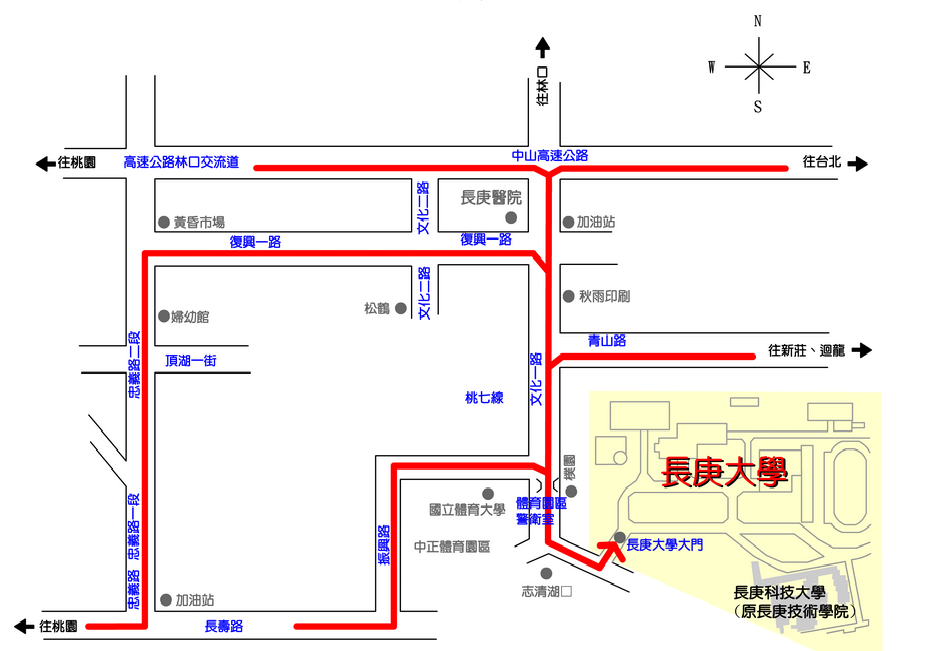 N
W
E
S
往林口
往桃園
高速公路林口交流道
中山高速公路
往台北
黃昏市場
文化二路
長庚醫院
加油站
復興一路
復興一路
婦幼館
松鶴
文化二路
秋雨印刷
忠義路二段
頂湖一街
青山路
往新莊、迴龍
桃七線
文化一路
長庚大學
樸園
國立體育大學
體育園區
警衛室
忠義路一段
振興路
中正體育園區
長庚大學大門
忠義路
加油站
志清湖□
長庚科技大學
(原長庚技術學院)
往桃園
長壽路